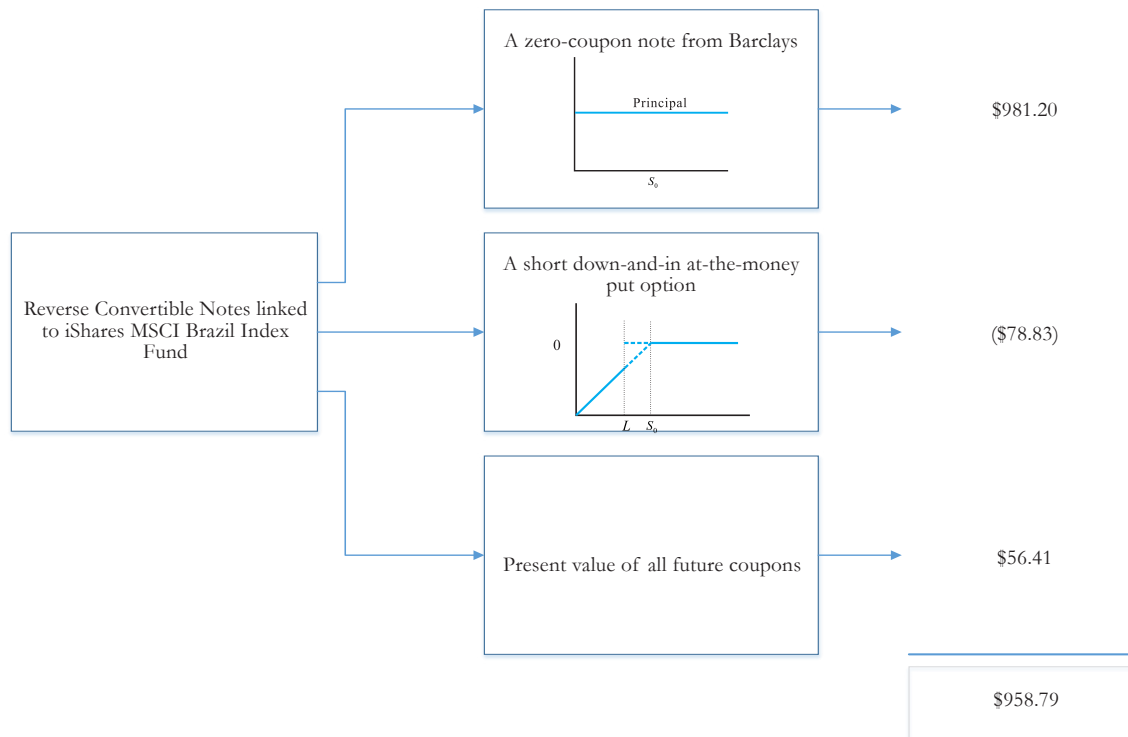 A zero-coupon note from Barclays
Principal
S₀
$981.20
Reverse Convertible Notes linked
to iShares MSCI Brazil Index
Fund
A short down-and-in at-the-money
put option
0
L S₀
($78.83)
Present value of all future coupons
$56.41
$958.79